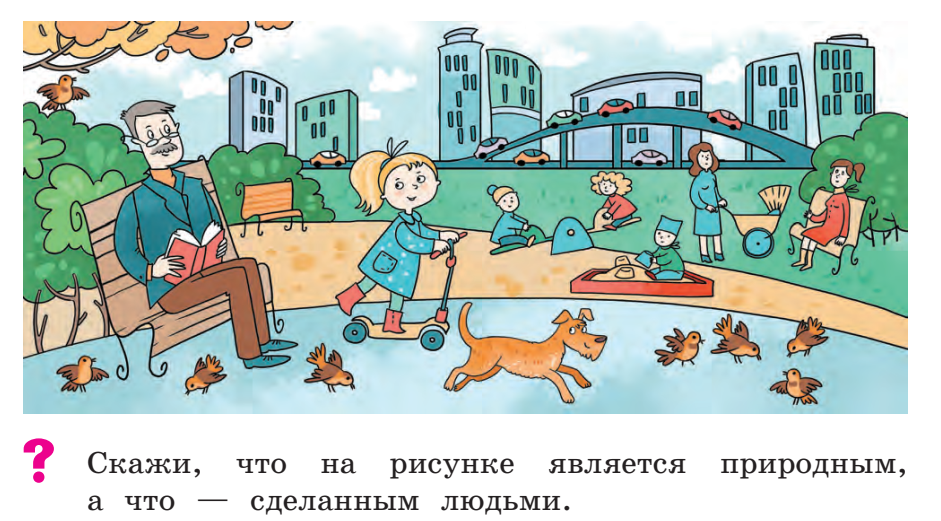 ? Скажи, что на рисунке является природным,
а что — сделанным людьми.